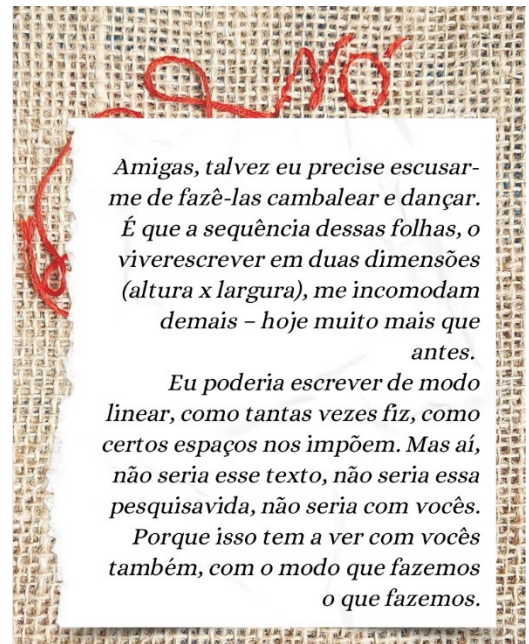 NÓ
Amigas, talvez eu precise escusar-
me de fazê-las cambalear e dançar.
É que a sequência dessas folhas, o
viverescrever em duas dimensões
(altura x largura), me incomodam
demais – hoje muito mais que
antes.
Eu poderia escrever de modo
linear, como tantas vezes fiz, como
certos espaços nos impõem. Mas aí,
não seria esse texto, não seria essa
pesquisavida, não seria com vocês.
Porque isso tem a ver com vocês
também, com o modo que fazemos
o que fazemos.